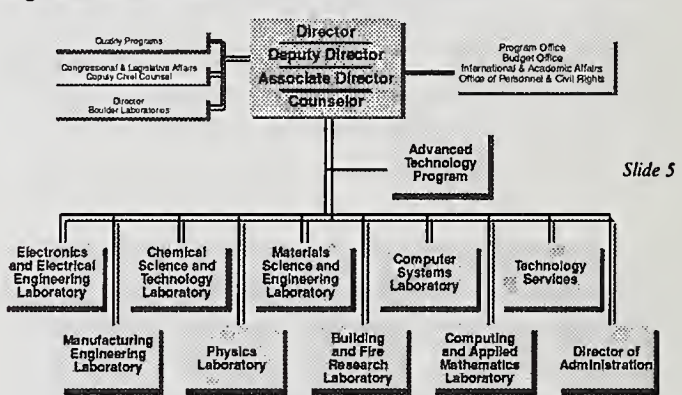 Director
Deputy Director
Associate Director
Counselor
Quality Programs
Congressional & Legislative Affairs
Deputy Chief Counsel
Director
Boulder Laboratories
Program Office
Budget Office
International & Academic Affairs
Office of Personnel & Civil Rights
Advanced
Technology
Program
Slide 5
Electronics
and Electrical
Engineering
Laboratory
Chemical
Science and
Technology
Laboratory
Materials
Science and
Engineering
Laboratory
Computer
Systems
Laboratory
Technology
Services
Manufacturing
Engineering
Laboratory
Physics
Laboratory
Building
and Fire
Research
Laboratory
Computing
and Applied
Mathematics
Laboratory
Director of
Administration